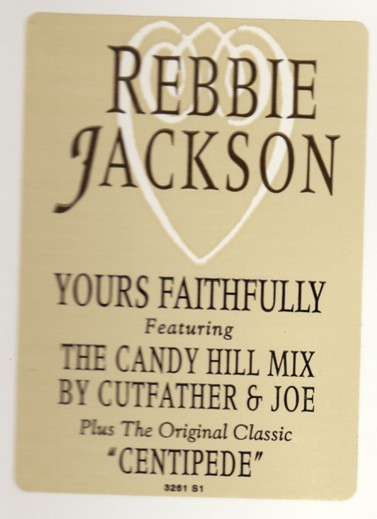 REBBIE
JACKSON
YOURS FAITHFULLY
Featuring
THE CANDY HILL MIX
BY CUTFATHER & JOE
Plus The Original Classic
"CENTIPEDE"
3261 S1